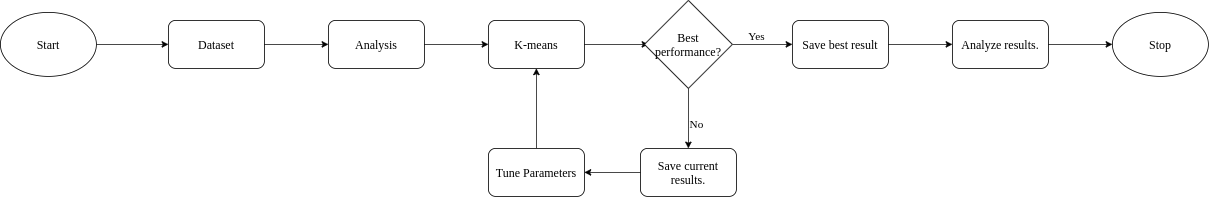 Start
Dataset
Analysis
K-means
Best
performance?
Yes
Save best result
Analyze results.
Stop
No
Tune Parameters
Save current
results.